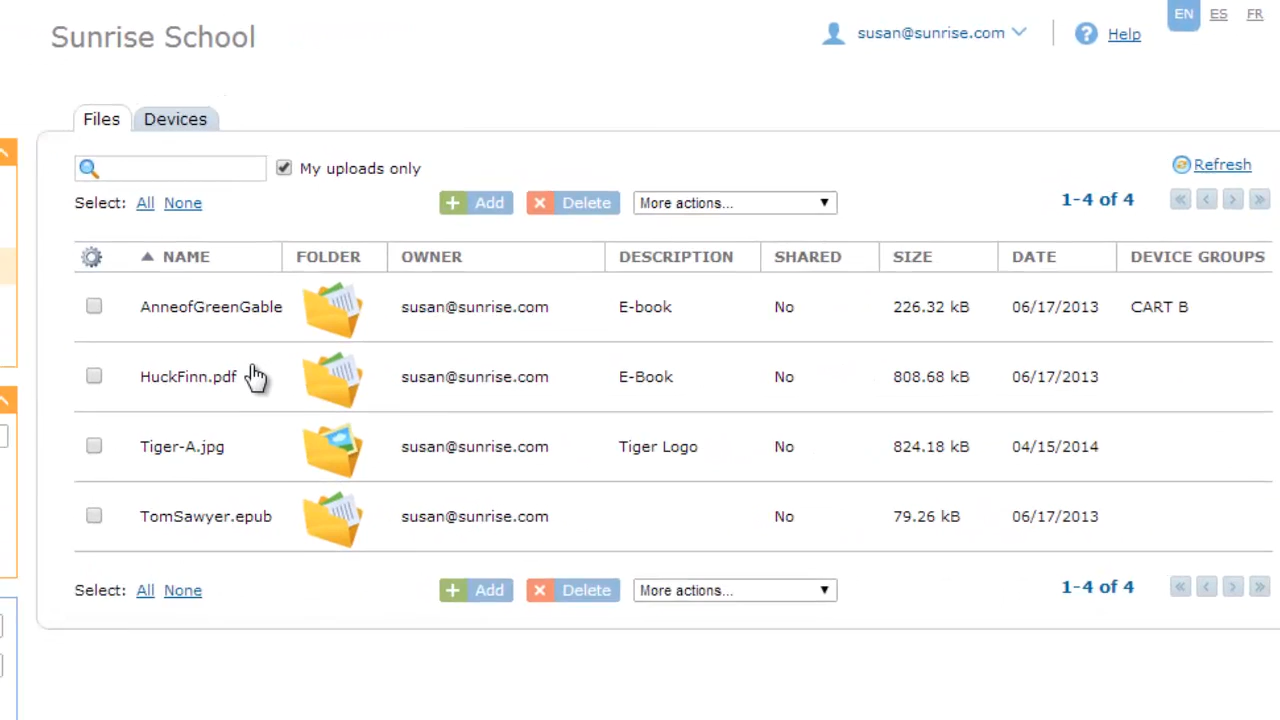 Sunrise School
susan@sunrise.com
Help
EN ES FR
Files
Devices
My uploads only
Refresh
Select: All None
Add
Delete
More actions...
1-4 of 4
NAME FOLDER OWNER DESCRIPTION SHARED SIZE DATE DEVICE GROUPS
AnneofGreenGable susan@sunrise.com E-book No 226.32 kB 06/17/2013 CART B
HuckFinn.pdf susan@sunrise.com E-Book No 808.68 kB 06/17/2013
Tiger-A.jpg susan@sunrise.com Tiger Logo No 824.18 kB 04/15/2014
TomSawyer.epub susan@sunrise.com No 79.26 kB 06/17/2013
Select: All None
Add
Delete
More actions...
1-4 of 4